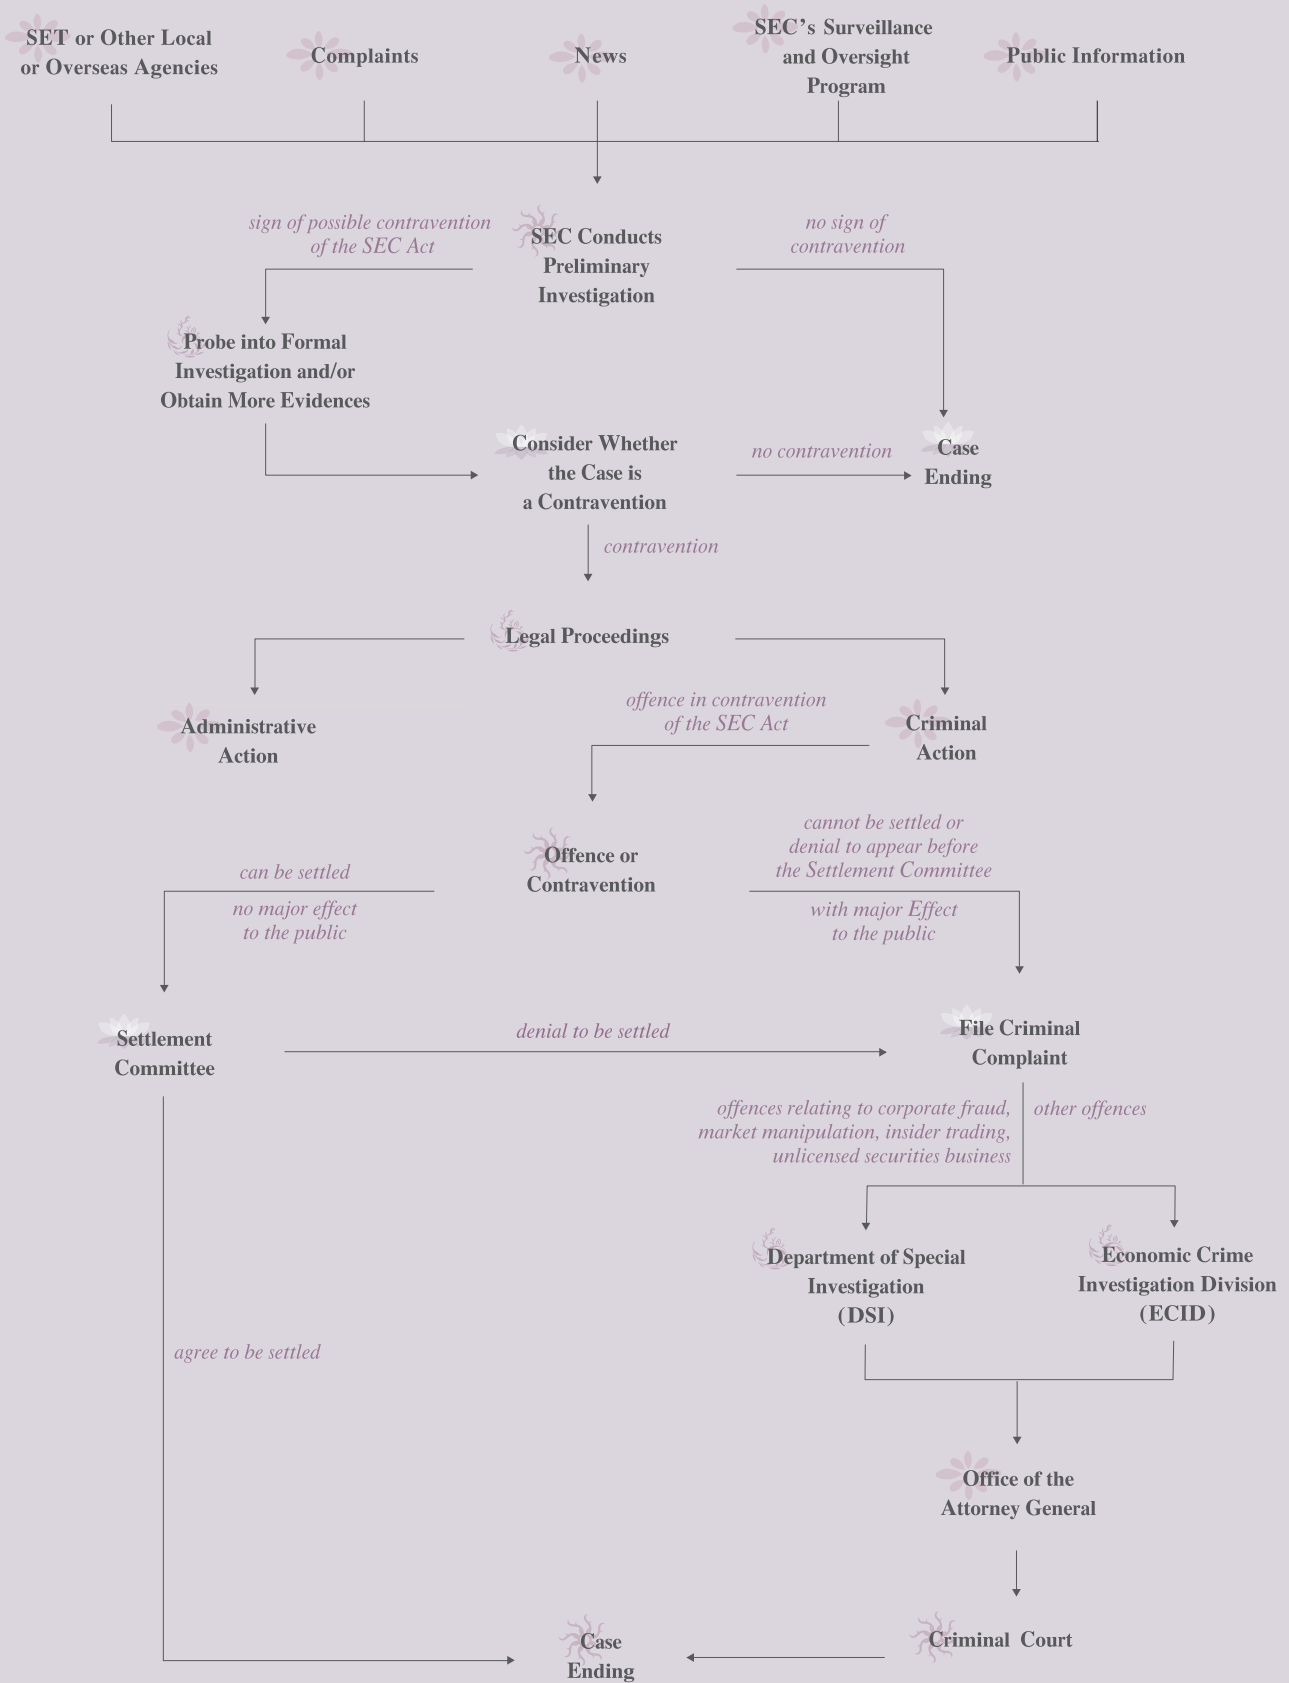 SET or Other Local
or Overseas Agencies
Complaints
News
SEC's Surveillance
and Oversight
Program
Public Information
sign of possible contravention
of the SEC Act
SEC Conducts
Preliminary
Investigation
no sign of
contravention
Probe into Formal
Investigation and/or
Obtain More Evidences
Consider Whether
the Case is
a Contravention
no contravention
Case
Ending
contravention
Legal Proceedings
Administrative
Action
offence in contravention
of the SEC Act
Criminal
Action
Offence or
Contravention
can be settled
no major effect
to the public
cannot be settled or
denial to appear before
the Settlement Committee
with major Effect
to the public
Settlement
Committee
denial to be settled
File Criminal
Complaint
offences relating to corporate fraud,
market manipulation, insider trading,
unlicensed securities business
other offences
Department of Special
Investigation
(DSI)
Economic Crime
Investigation Division
(ECID)
agree to be settled
Office of the
Attorney General
Criminal Court
Case
Ending